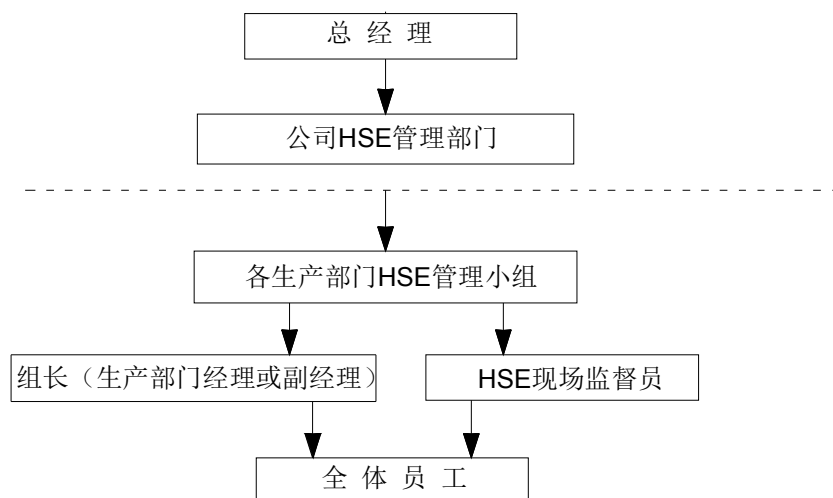 总 经 理
公司HSE管理部门
各生产部门HSE管理小组
组长（生产部门经理或副经理）
HSE现场监督员
全 体 员 工